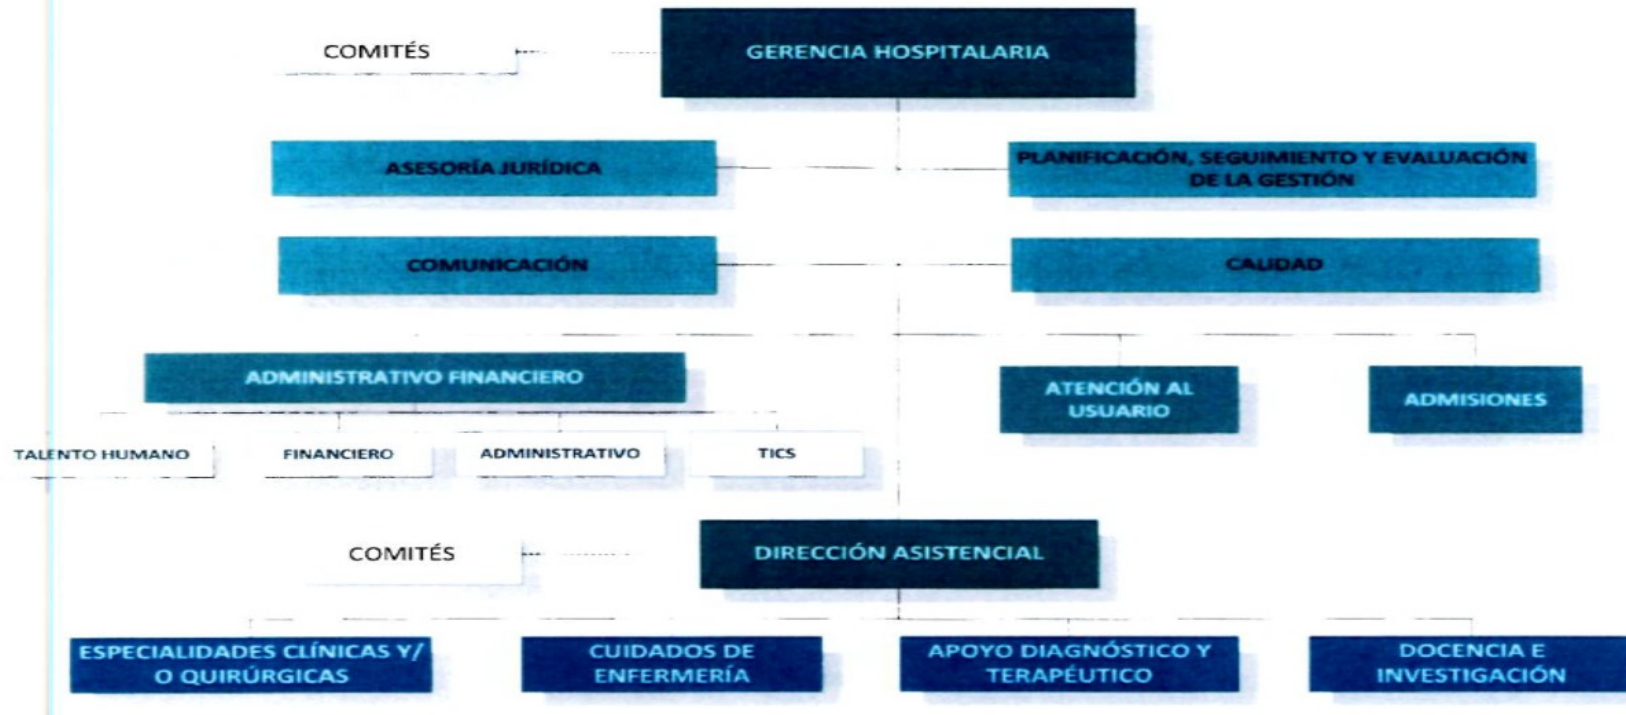 COMITÉS
GERENCIA HOSPITALARIA
ASESORÍA JURÍDICA
PLANIFICACIÓN, SEGUIMIENTO Y EVALUACIÓN
DE LA GESTIÓN
COMUNICACIÓN
CALIDAD
ADMINISTRATIVO FINANCIERO
ATENCIÓN AL
USUARIO
ADMISIONES
TALENTO HUMANO
FINANCIERO
ADMINISTRATIVO
TICS
COMITÉS
DIRECCIÓN ASISTENCIAL
ESPECIALIDADES CLÍNICAS Y/
O QUIRÚRGICAS
CUIDADOS DE
ENFERMERÍA
APOYO DIAGNÓSTICO Y
TERAPÉUTICO
DOCENCIA E
INVESTIGACIÓN